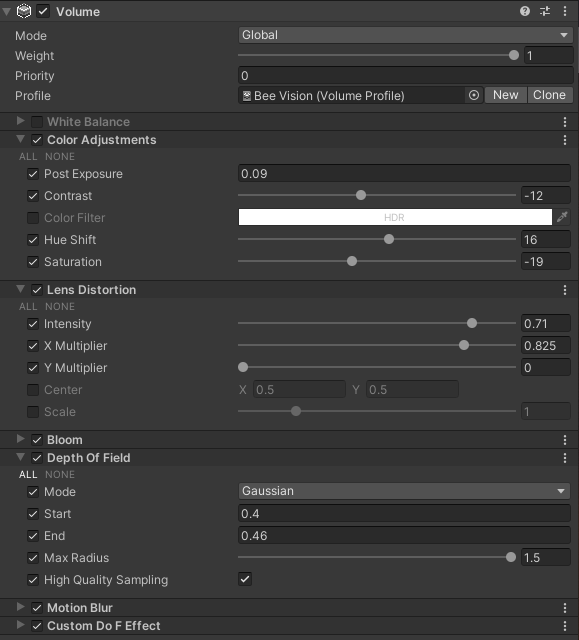 Volume
Mode Global
Weight 1
Priority 0
Profile Bee Vision (Volume Profile) New Clone
White Balance
Color Adjustments
ALL NONE
Post Exposure 0.09
Contrast -12
Color Filter HDR
Hue Shift 16
Saturation -19
Lens Distortion
ALL NONE
Intensity 0.71
X Multiplier 0.825
Y Multiplier 0
Center X 0.5 Y 0.5
Scale 1
Bloom
Depth Of Field
ALL NONE
Mode Gaussian
Start 0.4
End 0.46
Max Radius 1.5
High Quality Sampling
Motion Blur
Custom Do F Effect